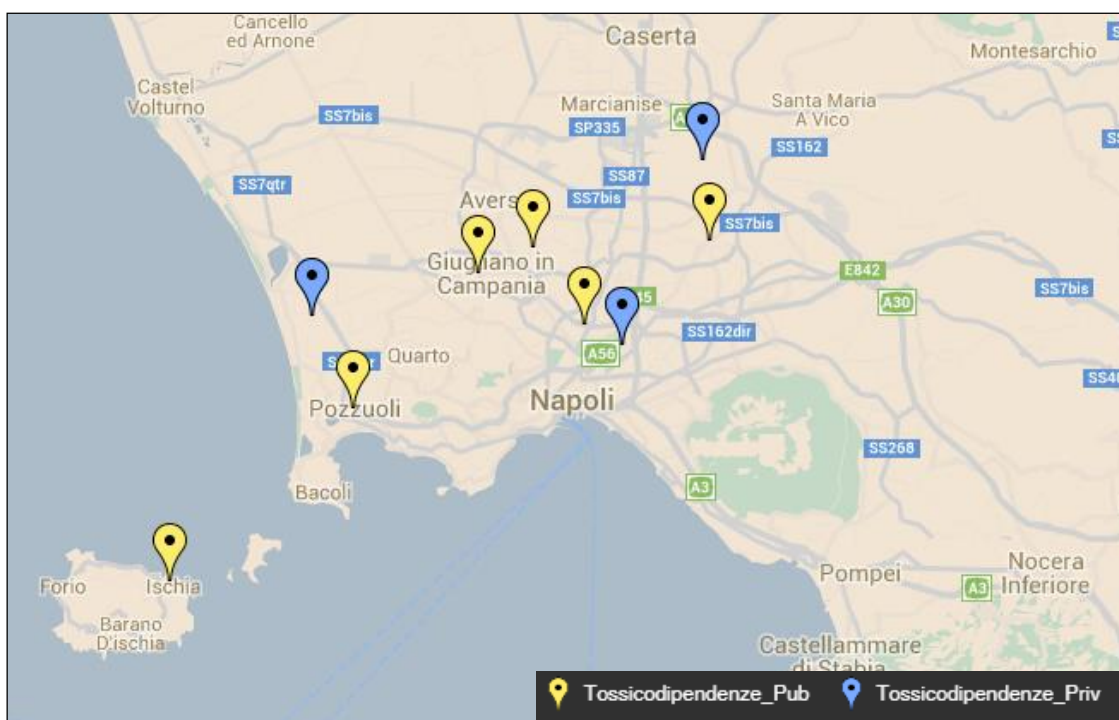 Cancello
ed Arnone
Caserta
Montesarchio
Castel
Volturno
Marcianise
Santa Maria
A Vico
SS7bis
SP335
SS162
SS87
SS7qtr
Avers
SS7bis
SS7bis
Giugliano in
Campania
E842
SS7bis
A30
SS162dir
A56
Quarto
Napoli
Pozzuoli
SS268
A3
Bacoli
Forio
Ischia
Barano
D'ischia
Pompei
Nocera
Inferiore
A3
Castellammare
di Stabia
Tossicodipendenze_Pub
Tossicodipendenze_Priv